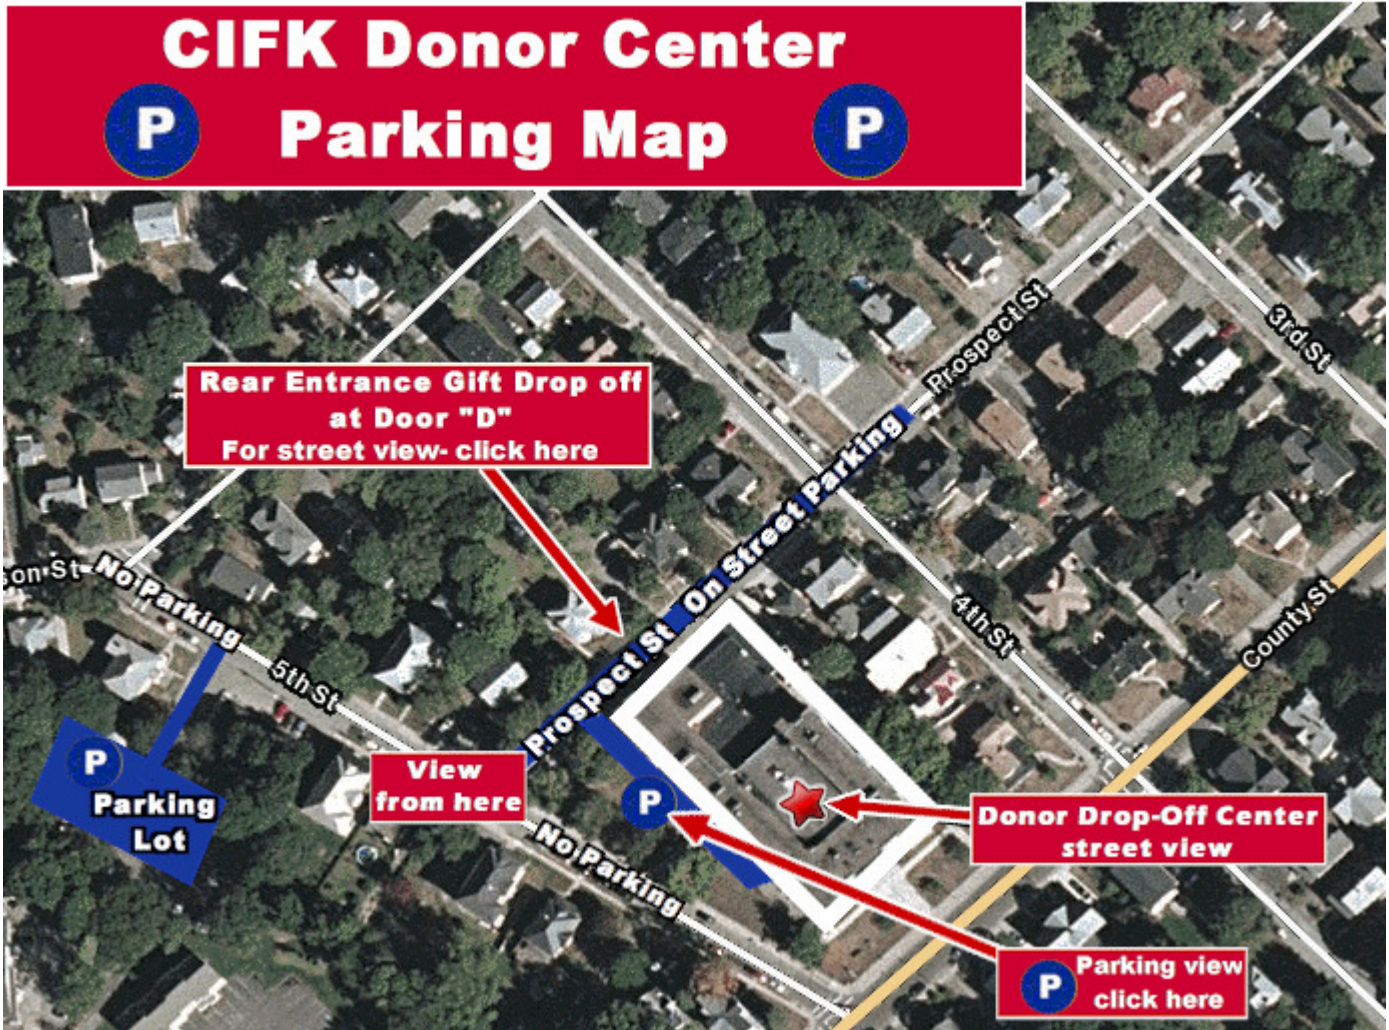 CIFK Donor Center
P Parking Map P
Prospect St
3rd St
Rear Entrance Gift Drop off
at Door "D"
For street view- click here
On Street Parking
son St
No Parking
5th St
Prospect St
4th St
County St
P
Parking
Lot
View
from here
P
No Parking
Donor Drop-Off Center
street view
P Parking view
click here